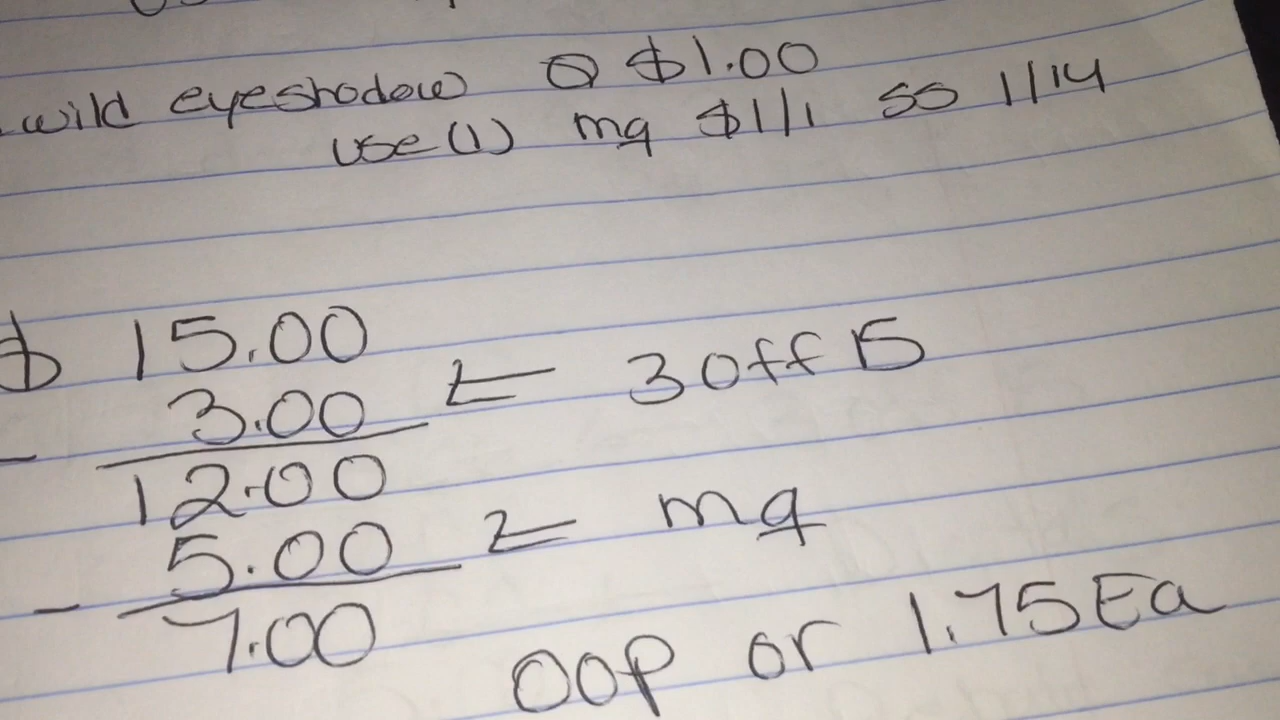 wild eyeshadow @ $1.00
use (1) mq $1/1 SS 1/14
$ 15.00
- 3.00 ⇐ 3 off 15
12.00
- 5.00 ⇐ mq
7.00 OOP or 1.75 Ea